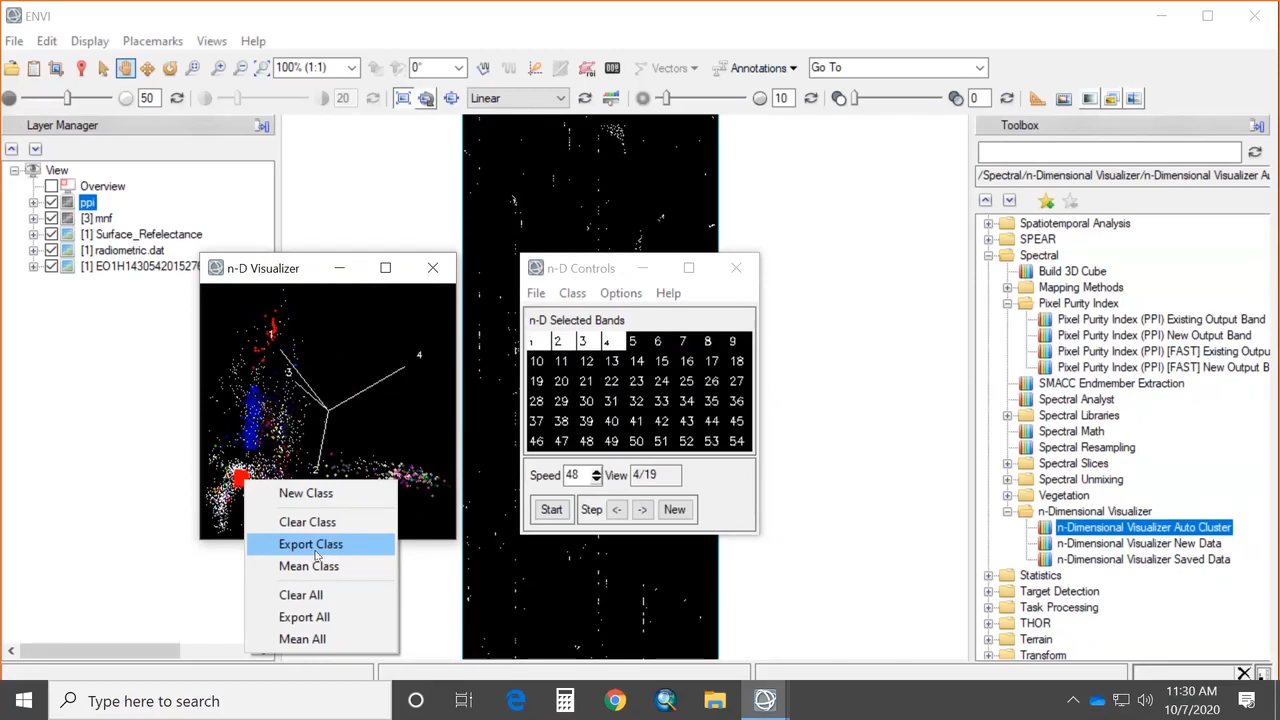 ENVI
File Edit Display Placemarks Views Help
100% (1:1) 0° Vectors Annotations Go To
50 20 Linear 10 0
Layer Manager
View
Overview
ppi
[3] mnf
[1] Surface_Refelectance
[1] radiometric.dat
[1] EO1H1430542015276
n-D Visualizer
1
3
4
2
New Class
Clear Class
Export Class
Mean Class
Clear All
Export All
Mean All
n-D Controls
File Class Options Help
n-D Selected Bands
1 2 3 4 5 6 7 8 9
10 11 12 13 14 15 16 17 18
19 20 21 22 23 24 25 26 27
28 29 30 31 32 33 34 35 36
37 38 39 40 41 42 43 44 45
46 47 48 49 50 51 52 53 54
Speed 48 View 4/19
Start Step <- -> New
Toolbox
/Spectral/n-Dimensional Visualizer/n-Dimensional Visualizer Au
Spatiotemporal Analysis
SPEAR
Spectral
Build 3D Cube
Mapping Methods
Pixel Purity Index
Pixel Purity Index (PPI) Existing Output Band
Pixel Purity Index (PPI) New Output Band
Pixel Purity Index (PPI) [FAST] Existing Outpu
Pixel Purity Index (PPI) [FAST] New Output B
SMACC Endmember Extraction
Spectral Analyst
Spectral Libraries
Spectral Math
Spectral Resampling
Spectral Slices
Spectral Unmixing
Vegetation
n-Dimensional Visualizer
n-Dimensional Visualizer Auto Cluster
n-Dimensional Visualizer New Data
n-Dimensional Visualizer Saved Data
Statistics
Target Detection
Task Processing
THOR
Terrain
Transform
Type here to search
11:30 AM
10/7/2020